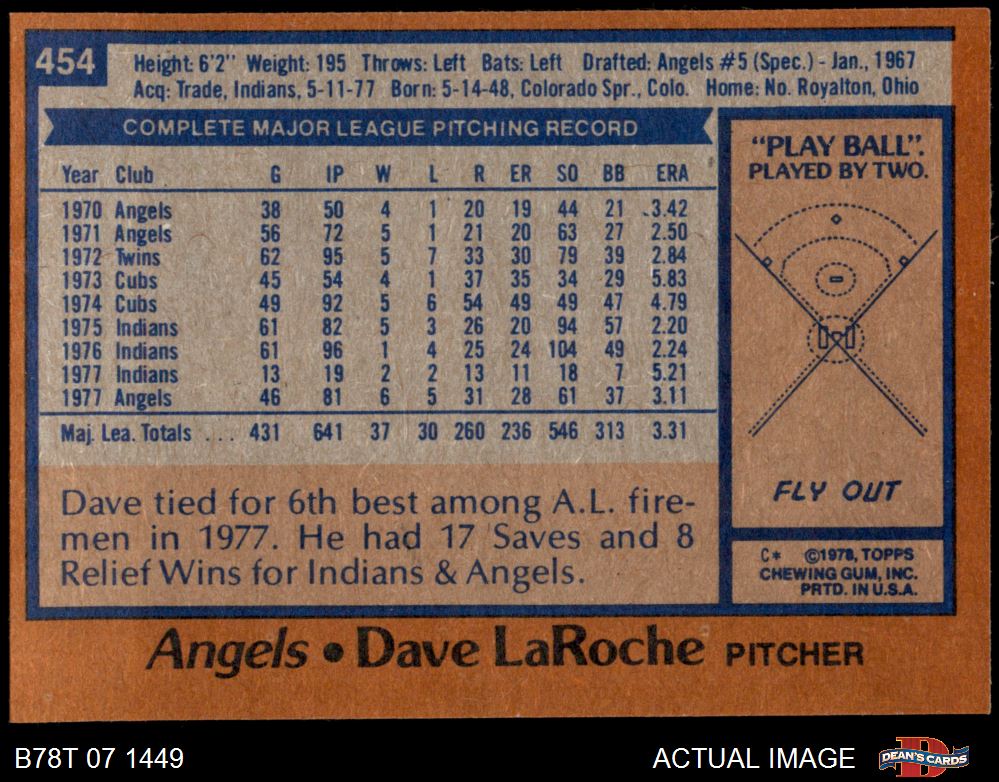 454
Height: 6'2" Weight: 195 Throws: Left Bats: Left Drafted: Angels #5 (Spec.) - Jan., 1967
Acq: Trade, Indians, 5-11-77 Born: 5-14-48, Colorado Spr., Colo. Home: No. Royalton, Ohio
COMPLETE MAJOR LEAGUE PITCHING RECORD
Year Club G IP W L R ER SO BB ERA
1970 Angels 38 50 4 1 20 19 44 21 3.42
1971 Angels 56 72 5 1 21 20 63 27 2.50
1972 Twins 62 95 5 7 33 30 79 39 2.84
1973 Cubs 45 54 4 1 37 35 34 29 5.83
1974 Cubs 49 92 5 6 54 49 49 47 4.79
1975 Indians 61 82 5 3 26 20 94 57 2.20
1976 Indians 61 96 1 4 25 24 104 49 2.24
1977 Indians 13 19 2 2 13 11 18 7 5.21
1977 Angels 46 81 6 5 31 28 61 37 3.11
Maj. Lea. Totals ... 431 641 37 30 260 236 546 313 3.31
Dave tied for 6th best among A.L. fire-
men in 1977. He had 17 Saves and 8
Relief Wins for Indians & Angels.
"PLAY BALL".
PLAYED BY TWO.
FLY OUT
C* ©1978, TOPPS
CHEWING GUM, INC.
PRTD. IN U.S.A.
Angels • Dave LaRoche PITCHER
B78T 07 1449
ACTUAL IMAGE
DEAN'S CARDS